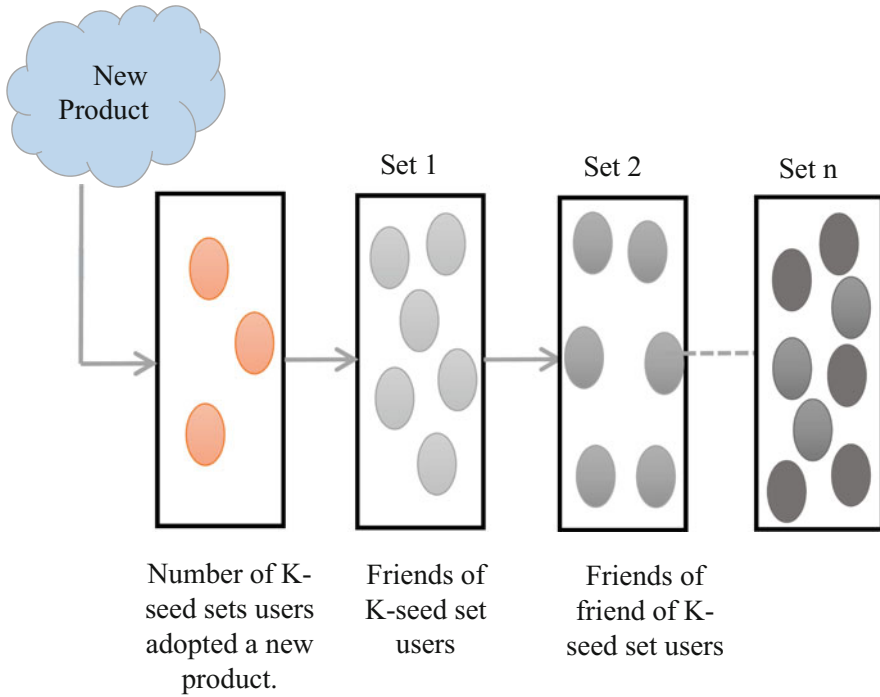 New
Product
Set 1
Set 2
Set n
Number of K-
seed sets users
adopted a new
product.
Friends of
K-seed set
users
Friends of
friend of K-
seed set users